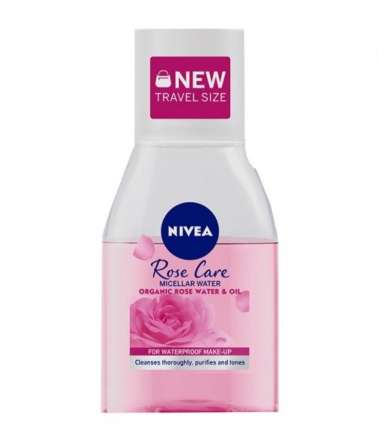 NEW
TRAVEL SIZE
NIVEA
Rose Care
MICELLAR WATER
ORGANIC ROSE WATER & OIL
FOR WATERPROOF MAKE-UP
Cleanses thoroughly, purifies and tones